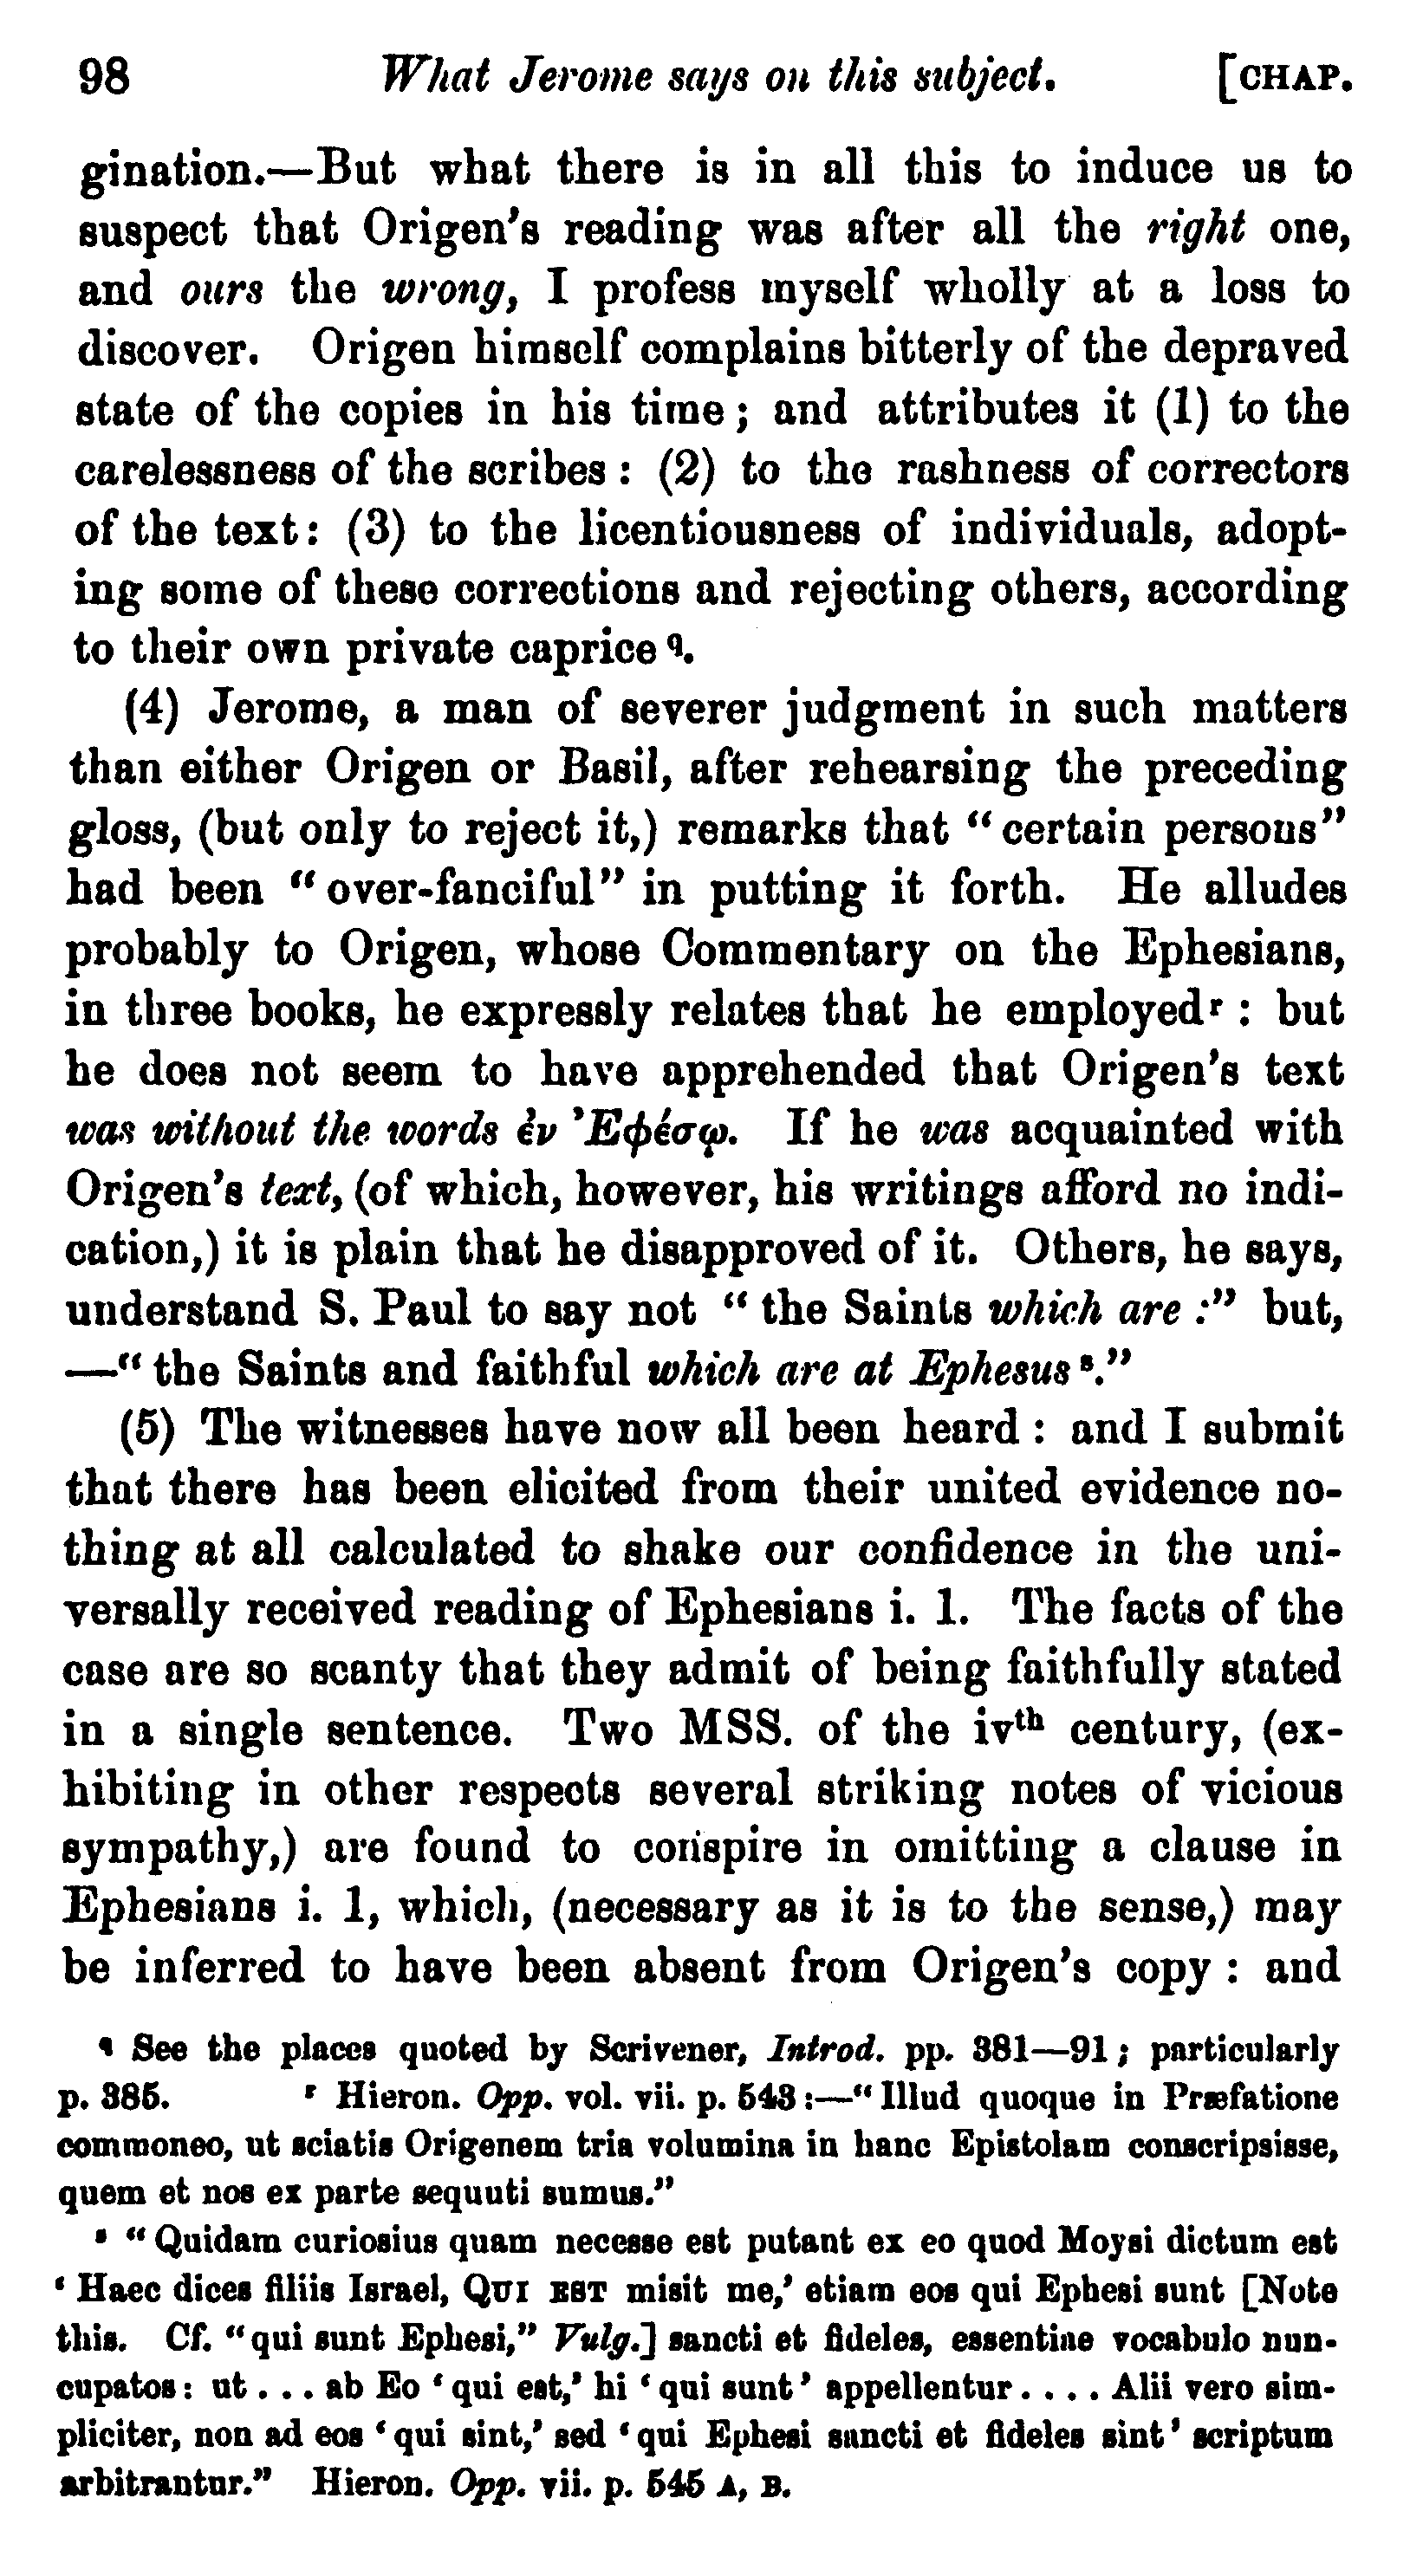 98 What Jerome says on this subject. [CHAP.
gination.—But what there is in all this to induce us to
suspect that Origen's reading was after all the right one,
and ours the wrong, I profess myself wholly at a loss to
discover. Origen himself complains bitterly of the depraved
state of the copies in his time; and attributes it (1) to the
carelessness of the scribes: (2) to the rashness of correctors
of the text: (3) to the licentiousness of individuals, adopt-
ing some of these corrections and rejecting others, according
to their own private caprice q.
(4) Jerome, a man of severer judgment in such matters
than either Origen or Basil, after rehearsing the preceding
gloss, (but only to reject it,) remarks that “certain persons”
had been “over-fanciful” in putting it forth. He alludes
probably to Origen, whose Commentary on the Ephesians,
in three books, he expressly relates that he employed r: but
he does not seem to have apprehended that Origen's text
was without the words ἐν Ἐφέσῳ. If he was acquainted with
Origen's text, (of which, however, his writings afford no indi-
cation,) it is plain that he disapproved of it. Others, he says,
understand S. Paul to say not “the Saints which are:” but,
—“the Saints and faithful which are at Ephesus s.”
(5) The witnesses have now all been heard: and I submit
that there has been elicited from their united evidence no-
thing at all calculated to shake our confidence in the uni-
versally received reading of Ephesians i. 1. The facts of the
case are so scanty that they admit of being faithfully stated
in a single sentence. Two MSS. of the ivth century, (ex-
hibiting in other respects several striking notes of vicious
sympathy,) are found to conspire in omitting a clause in
Ephesians i. 1, which, (necessary as it is to the sense,) may
be inferred to have been absent from Origen's copy: and
q See the places quoted by Scrivener, Introd. pp. 381—91; particularly
p. 385. r Hieron. Opp. vol. vii. p. 543:—“Illud quoque in Præfatione
commoneo, ut sciatis Origenem tria volumina in hanc Epistolam conscripsisse,
quem et nos ex parte sequuti sumus.”
s “Quidam curiosius quam necesse est putant ex eo quod Moysi dictum est
‘Haec dices filiis Israel, QUI EST misit me,’ etiam eos qui Ephesi sunt [Note
this. Cf. “qui sunt Ephesi,” Vulg.] sancti et fideles, essentiae vocabulo nun-
cupatos: ut . . . ab Eo ‘qui est,’ hi ‘qui sunt’ appellentur . . . . Alii vero sim-
pliciter, non ad eos ‘qui sint,’ sed ‘qui Ephesi sancti et fideles sint’ scriptum
arbitrantur.” Hieron. Opp. vii. p. 545 A, B.